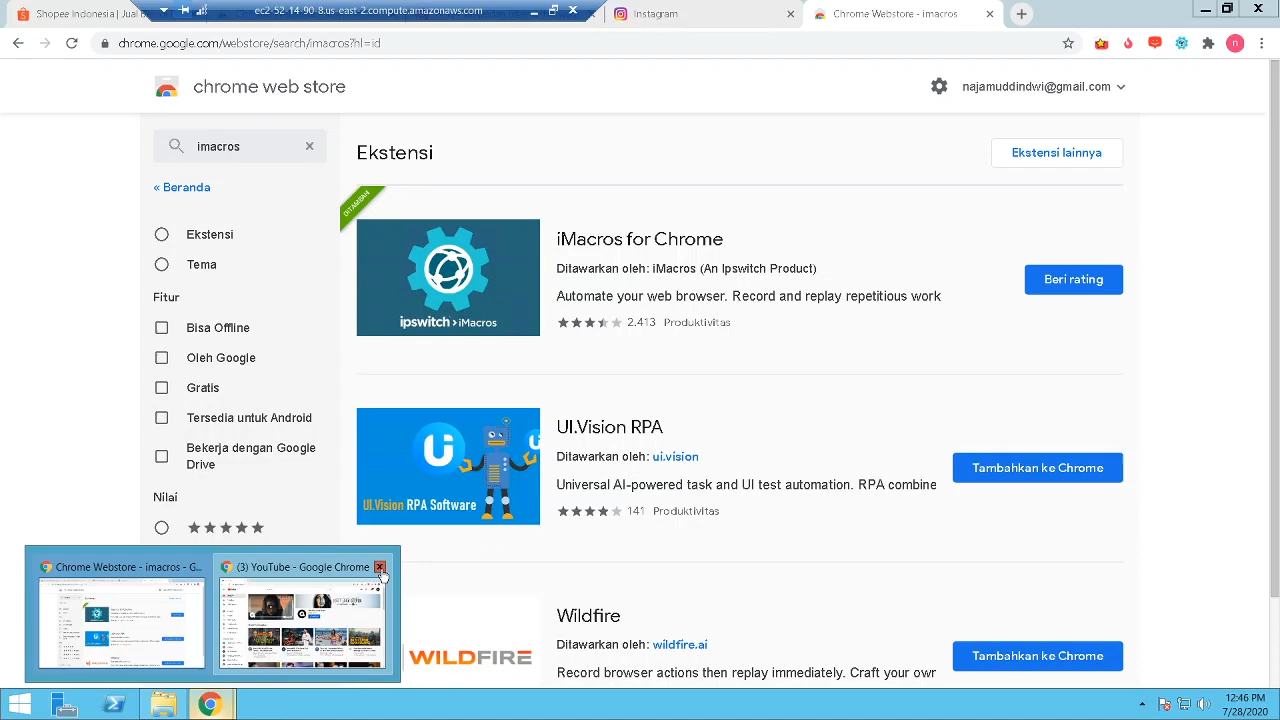 Shopee Indonesia | Jual
ec2-52-14-90-8.us-east-2.compute.amazonaws.com
Instagram
Chrome Webstore - imacros
chrome.google.com/webstore/search/imacros?hl=id
n
chrome web store
najamuddindwi@gmail.com
imacros
« Beranda
Ekstensi
Tema
Fitur
Bisa Offline
Oleh Google
Gratis
Tersedia untuk Android
Bekerja dengan Google
Drive
Nilai
Ekstensi
Ekstensi lainnya
DITAMBAH
ipswitch > iMacros
iMacros for Chrome
Ditawarkan oleh: iMacros (An Ipswitch Product)
Automate your web browser. Record and replay repetitious work
2.413 Produktivitas
Beri rating
UI.Vision RPA Software
UI.Vision RPA
Ditawarkan oleh: ui.vision
Universal AI-powered task and UI test automation. RPA combine
141 Produktivitas
Tambahkan ke Chrome
WILDFIRE
Wildfire
Ditawarkan oleh: wildfire.ai
Record browser actions then replay immediately. Craft your own
Tambahkan ke Chrome
Chrome Webstore - imacros - G...
(3) YouTube - Google Chrome
12:46 PM
7/28/2020